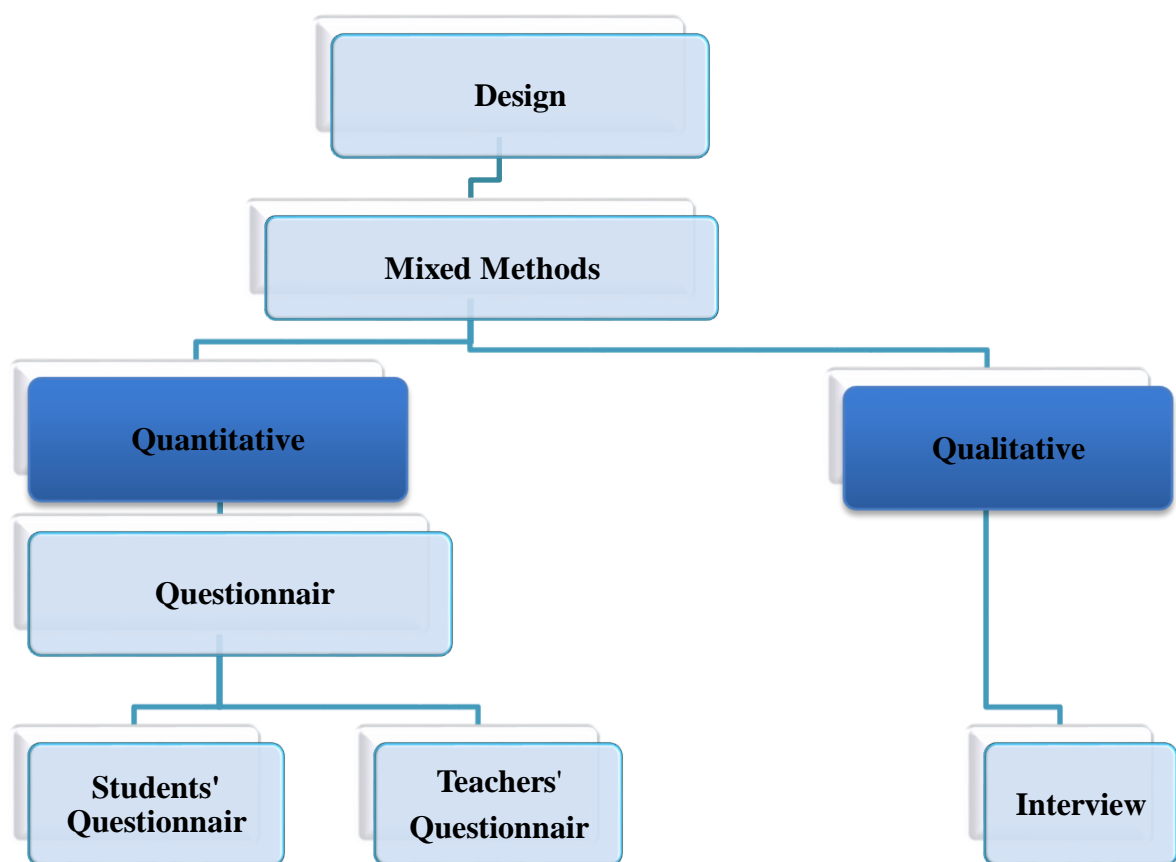 Design
Mixed Methods
Quantitative
Qualitative
Questionnair
Students'
Questionnair
Teachers'
Questionnair
Interview